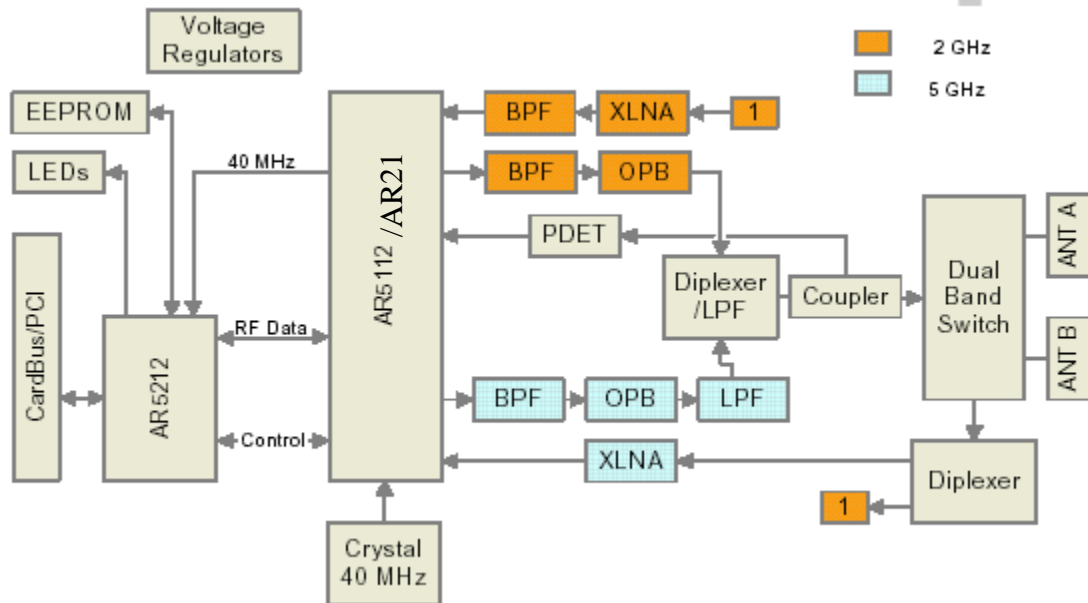 Voltage
Regulators
2 GHz
5 GHz
EEPROM
LEDs
40 MHz
CardBus/PCI
AR5212
RF Data
Control
AR5112 /AR21
Crystal
40 MHz
BPF
XLNA
1
BPF
OPB
PDET
Diplexer
/LPF
Coupler
Dual
Band
Switch
ANT A
ANT B
BPF
OPB
LPF
XLNA
Diplexer
1